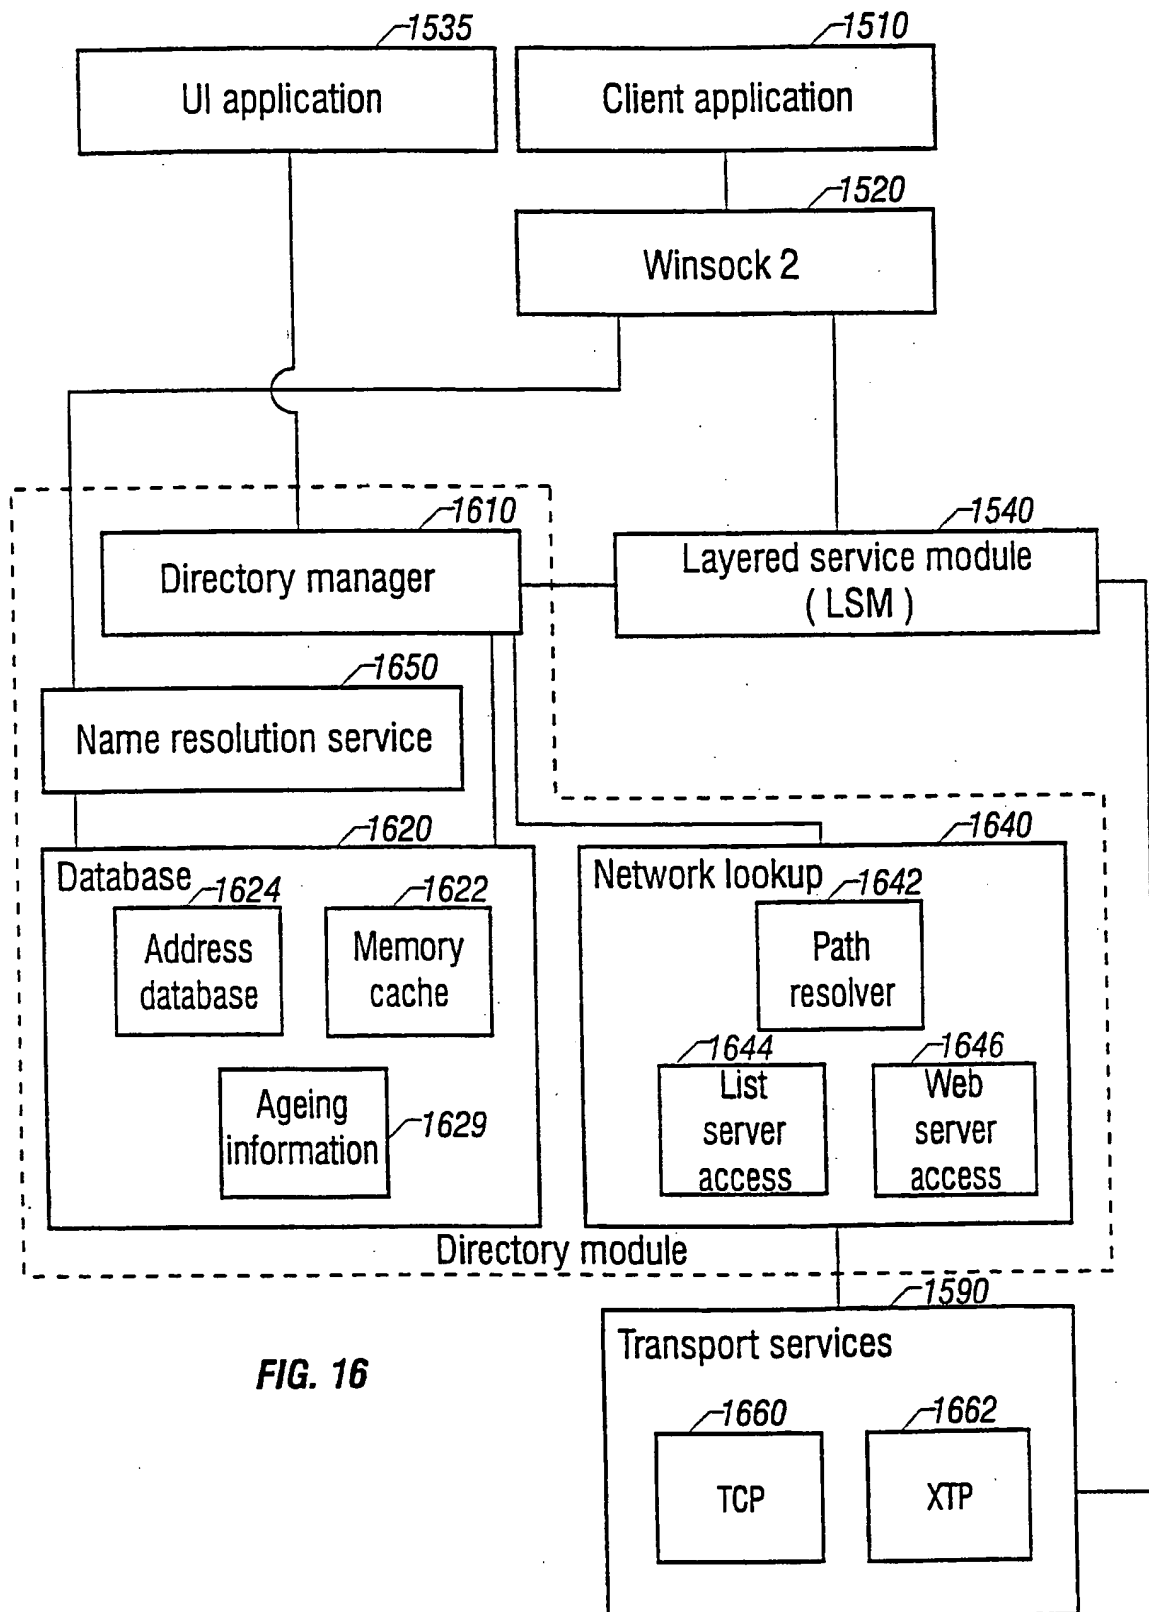 1535
1510
UI application
Client application
1520
Winsock 2
1610
1540
Directory manager
Layered service module
( LSM )
1650
Name resolution service
1620
1640
Database
Network lookup
1624
1622
1642
Address
database
Memory
cache
Path
resolver
1644
1646
Ageing
information
1629
List
server
access
Web
server
access
Directory module
1590
Transport services
FIG. 16
1660
1662
TCP
XTP